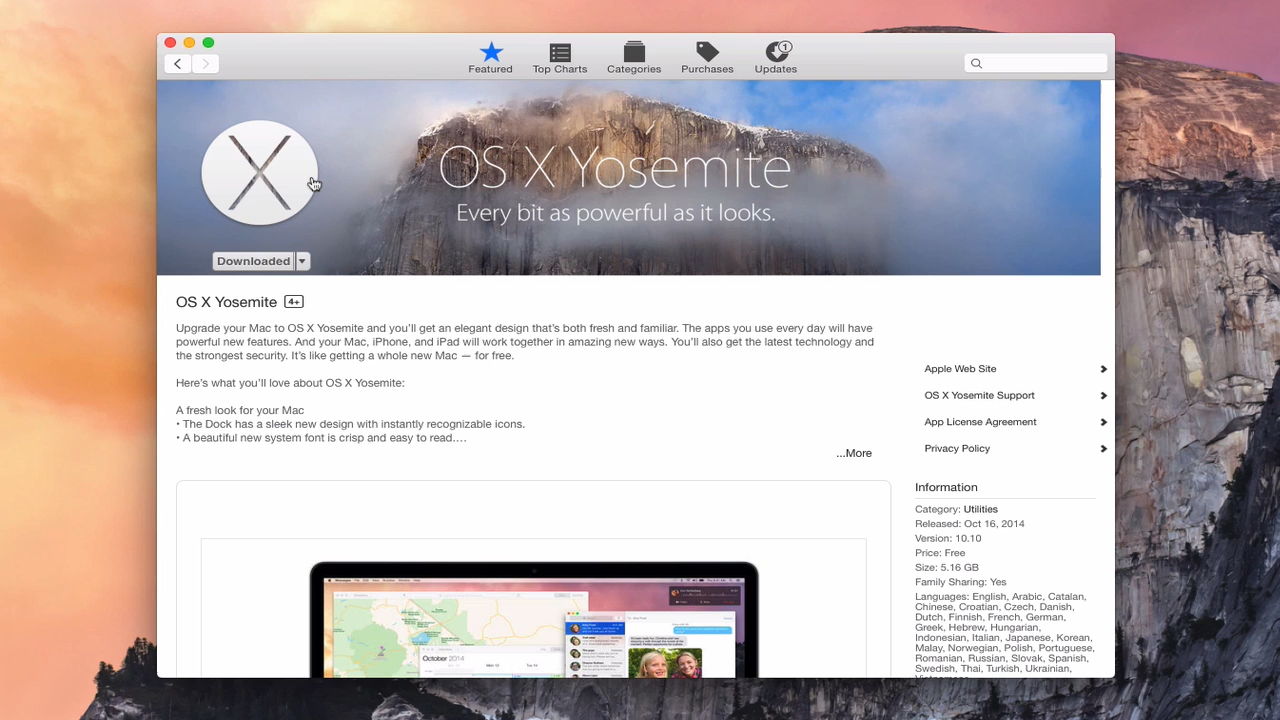 1
Featured
Top Charts
Categories
Purchases
Updates
OS X Yosemite
Every bit as powerful as it looks.
Downloaded
OS X Yosemite 4+
Upgrade your Mac to OS X Yosemite and you'll get an elegant design that's both fresh and familiar. The apps you use every day will have
powerful new features. And your Mac, iPhone, and iPad will work together in amazing new ways. You'll also get the latest technology and
the strongest security. It's like getting a whole new Mac — for free.
Here's what you'll love about OS X Yosemite:
A fresh look for your Mac
• The Dock has a sleek new design with instantly recognizable icons.
• A beautiful new system font is crisp and easy to read....
...More
Apple Web Site
OS X Yosemite Support
App License Agreement
Privacy Policy
Information
Category: Utilities
Released: Oct 16, 2014
Version: 10.10
Price: Free
Size: 5.16 GB
Family Sharing: Yes
Languages: English, Arabic, Catalan,
Chinese, Croatian, Czech, Danish,
Dutch, Finnish, French, German,
Greek, Hebrew, Hungarian,
Indonesian, Italian, Japanese, Korean,
Malay, Norwegian, Polish, Portuguese,
Romanian, Russian, Slovak, Spanish,
Swedish, Thai, Turkish, Ukrainian,
October 2014